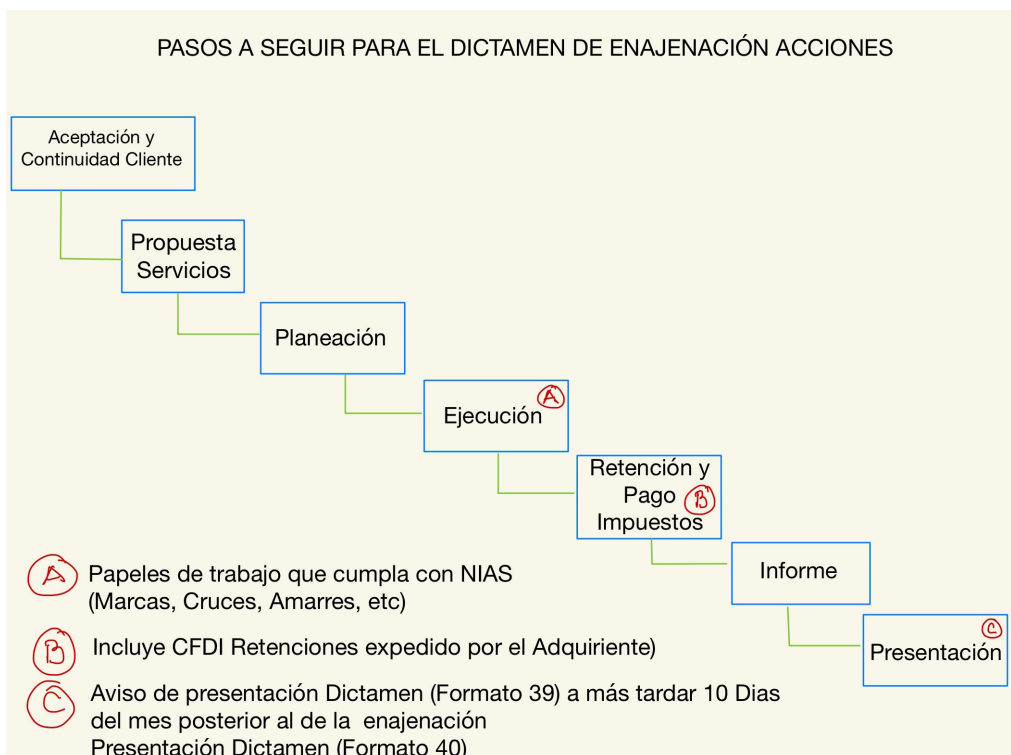 PASOS A SEGUIR PARA EL DICTAMEN DE ENAJENACIÓN ACCIONES
Aceptación y
Continuidad Cliente
Propuesta
Servicios
Planeación
Ejecución
A
Retención y
Pago
B
Impuestos
Informe
C
Presentación
A
Papeles de trabajo que cumpla con NIAS
(Marcas, Cruces, Amarres, etc)
B
Incluye CFDI Retenciones expedido por el Adquiriente)
C
Aviso de presentación Dictamen (Formato 39) a más tardar 10 Dias
del mes posterior al de la enajenación
Presentación Dictamen (Formato 40)